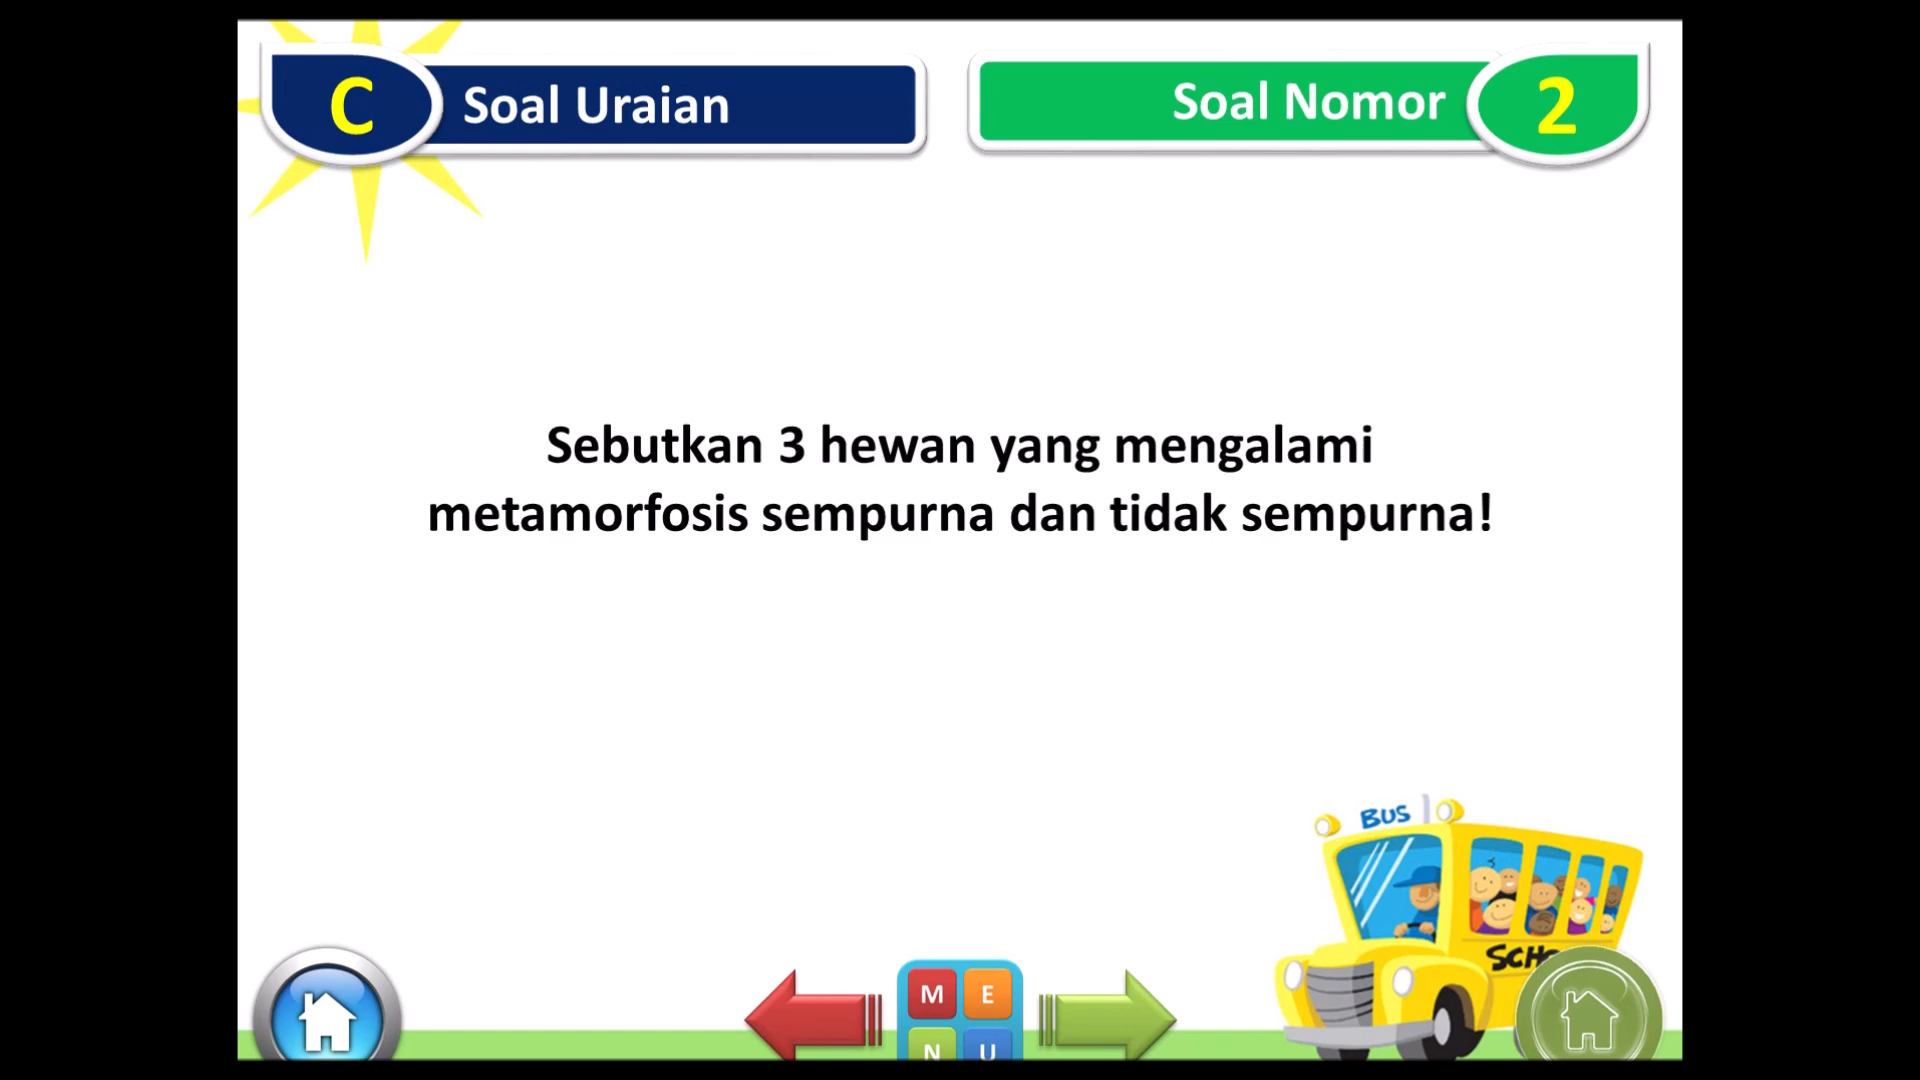 C Soal Uraian
Soal Nomor 2
Sebutkan 3 hewan yang mengalami
metamorfosis sempurna dan tidak sempurna!
BUS
M E
N U